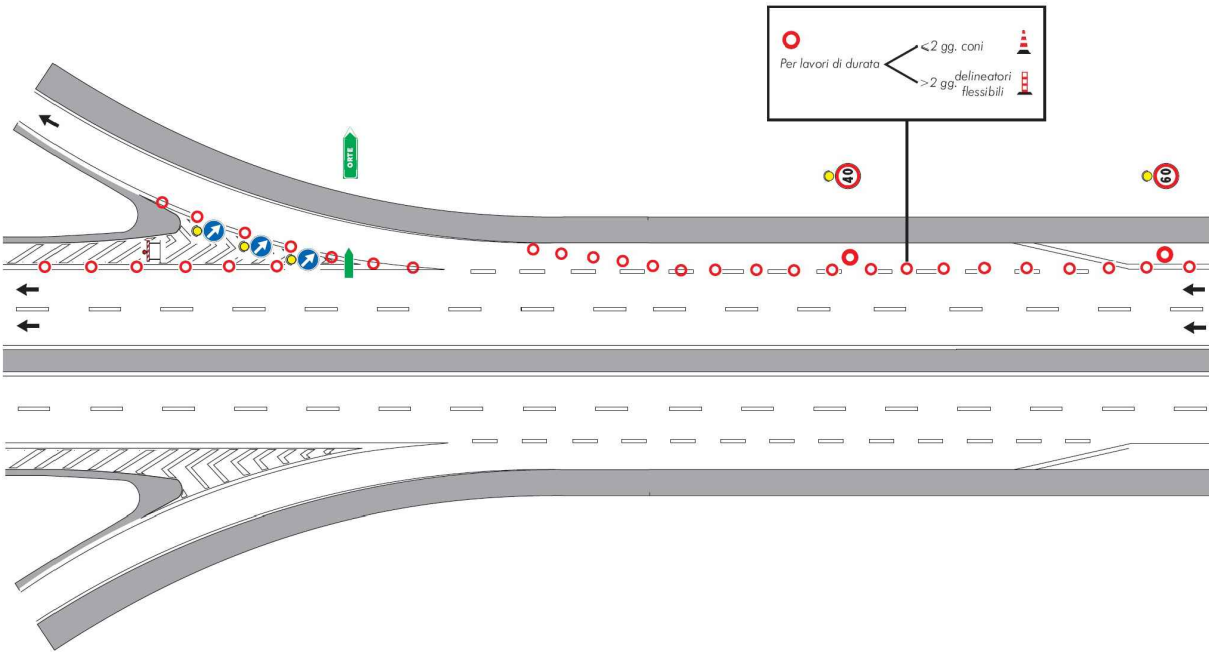 ≤2 gg. coni
Per lavori di durata
>2 gg. delineatori
flessibili
ORTE
40
60